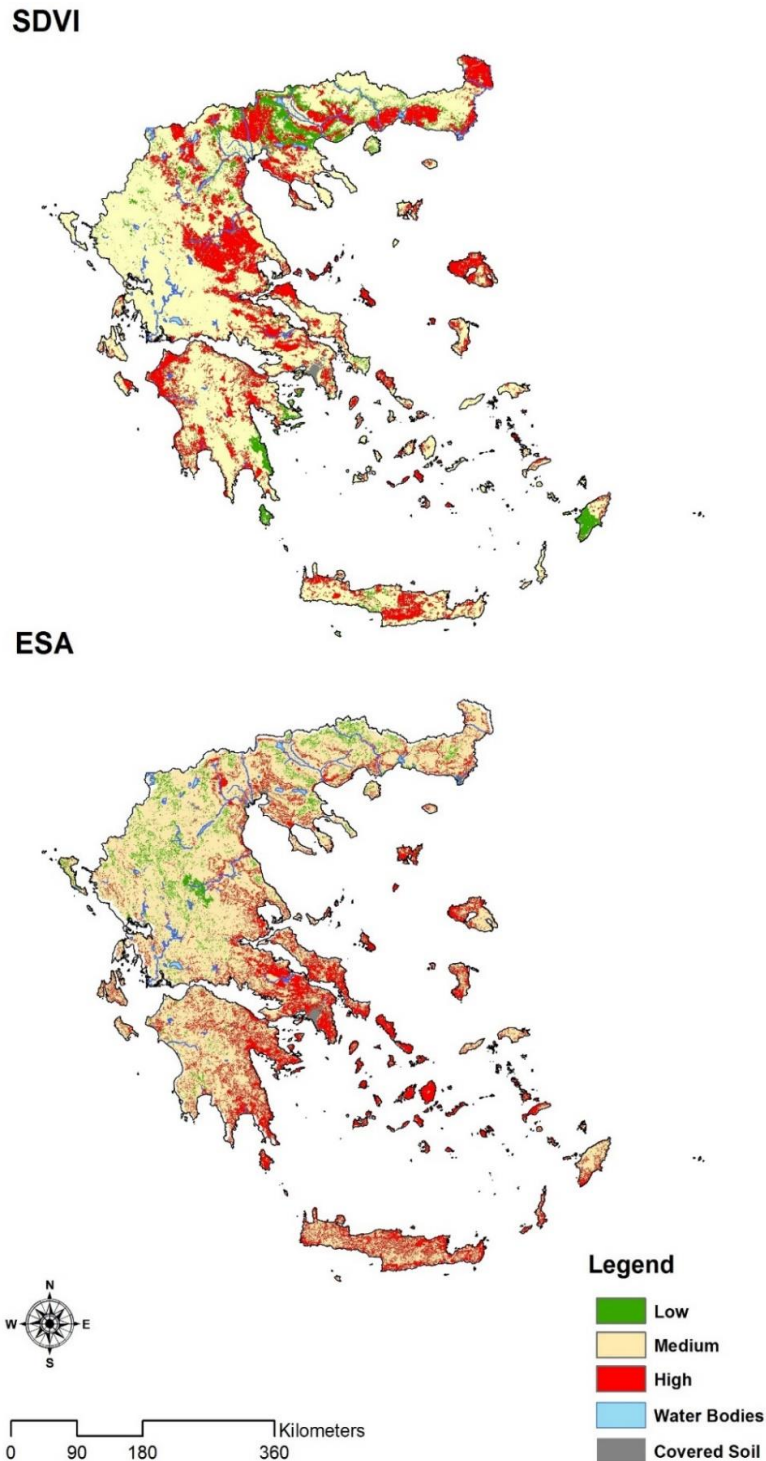 SDVI
ESA
N
W E
S
Kilometers
0 90 180 360
Legend
Low
Medium
High
Water Bodies
Covered Soil